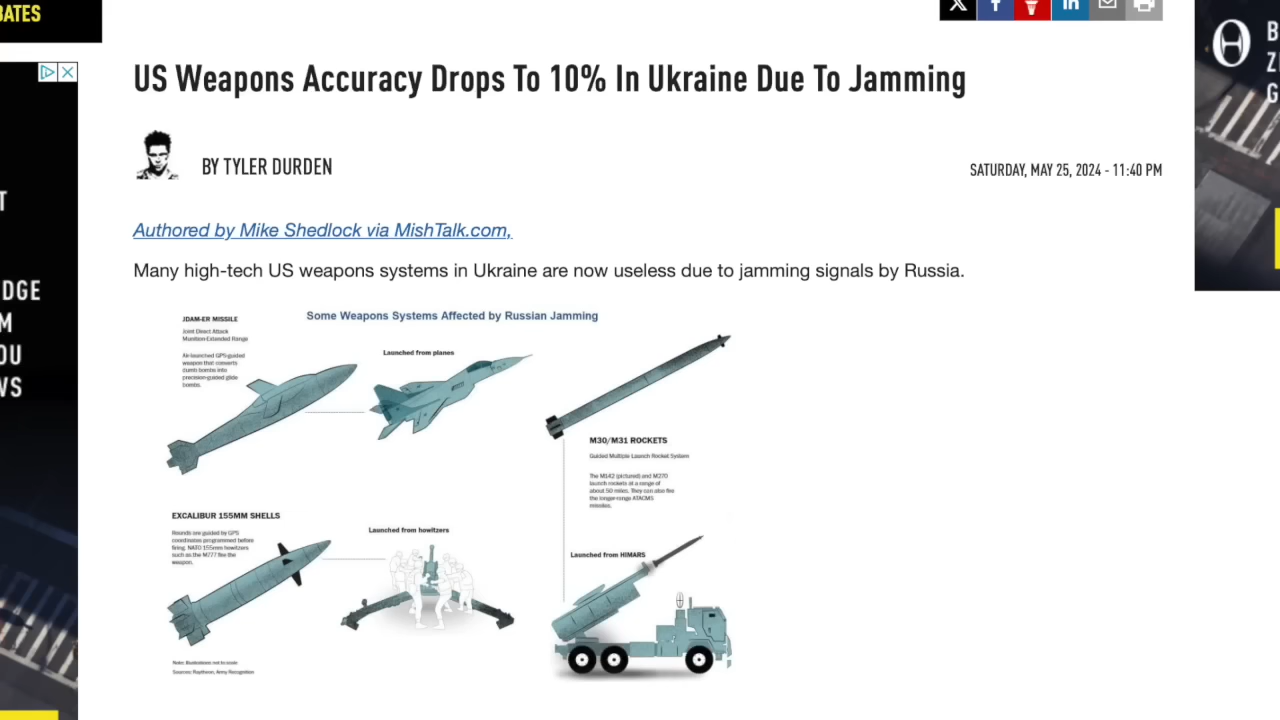 BATES
US Weapons Accuracy Drops To 10% In Ukraine Due To Jamming
BY TYLER DURDEN
SATURDAY, MAY 25, 2024 - 11:40 PM
Authored by Mike Shedlock via MishTalk.com,
Many high-tech US weapons systems in Ukraine are now useless due to jamming signals by Russia.
Some Weapons Systems Affected by Russian Jamming
JDAM-ER MISSILE
Joint Direct Attack
Munition-Extended Range
Air-launched GPS-guided
weapon that converts
dumb bombs into
precision-guided glide
bombs.
Launched from planes
M30/M31 ROCKETS
Guided Multiple Launch Rocket System
The M142 (pictured) and M270
launch rockets at a range of
about 50 miles. They can also fire
the longer-range ATACMS
missiles.
EXCALIBUR 155MM SHELLS
Rounds are guided by GPS
coordinates programmed before
firing. NATO 155mm howitzers
such as the M777 fire the
weapon.
Launched from howitzers
Launched from HIMARS
Note: Illustrations not to scale
Sources: Raytheon, Army Recognition
T
DGE
M
OU
WS
B
Z
G